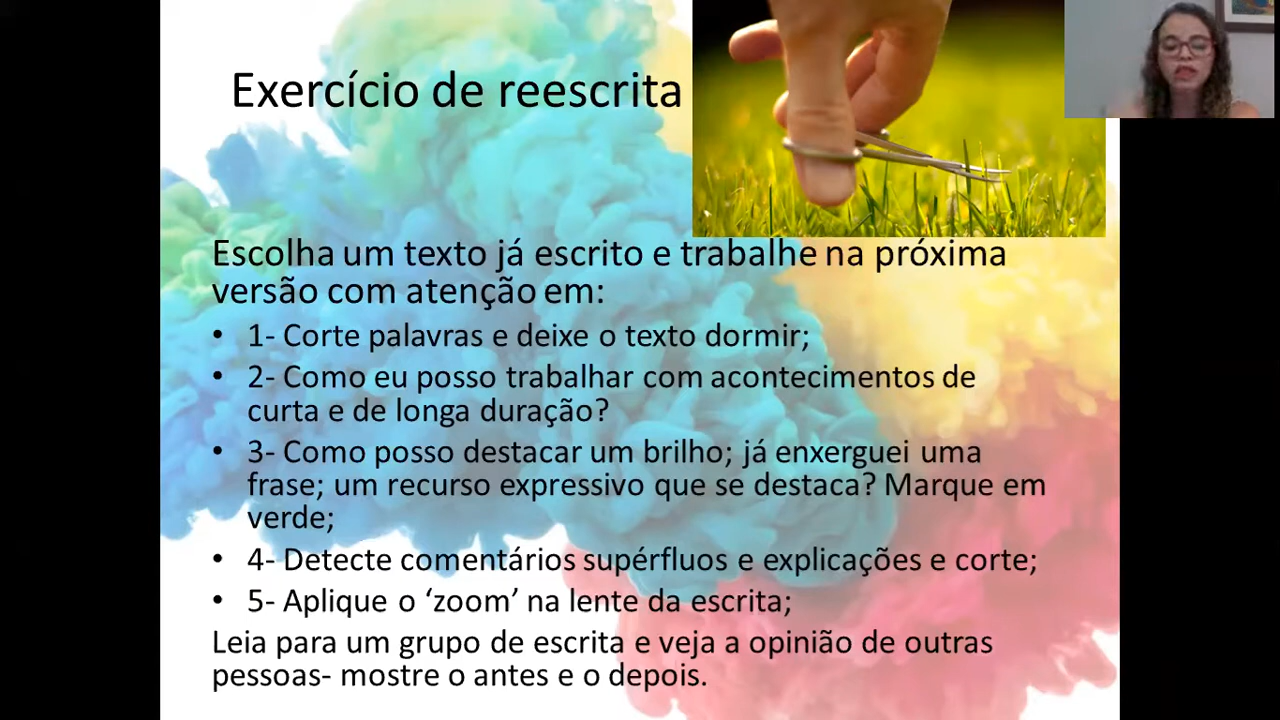 Exercício de reescrita
Escolha um texto já escrito e trabalhe na próxima
versão com atenção em:
• 1- Corte palavras e deixe o texto dormir;
• 2- Como eu posso trabalhar com acontecimentos de
curta e de longa duração?
• 3- Como posso destacar um brilho; já enxerguei uma
frase; um recurso expressivo que se destaca? Marque em
verde;
• 4- Detecte comentários supérfluos e explicações e corte;
• 5- Aplique o ‘zoom’ na lente da escrita;
Leia para um grupo de escrita e veja a opinião de outras
pessoas- mostre o antes e o depois.